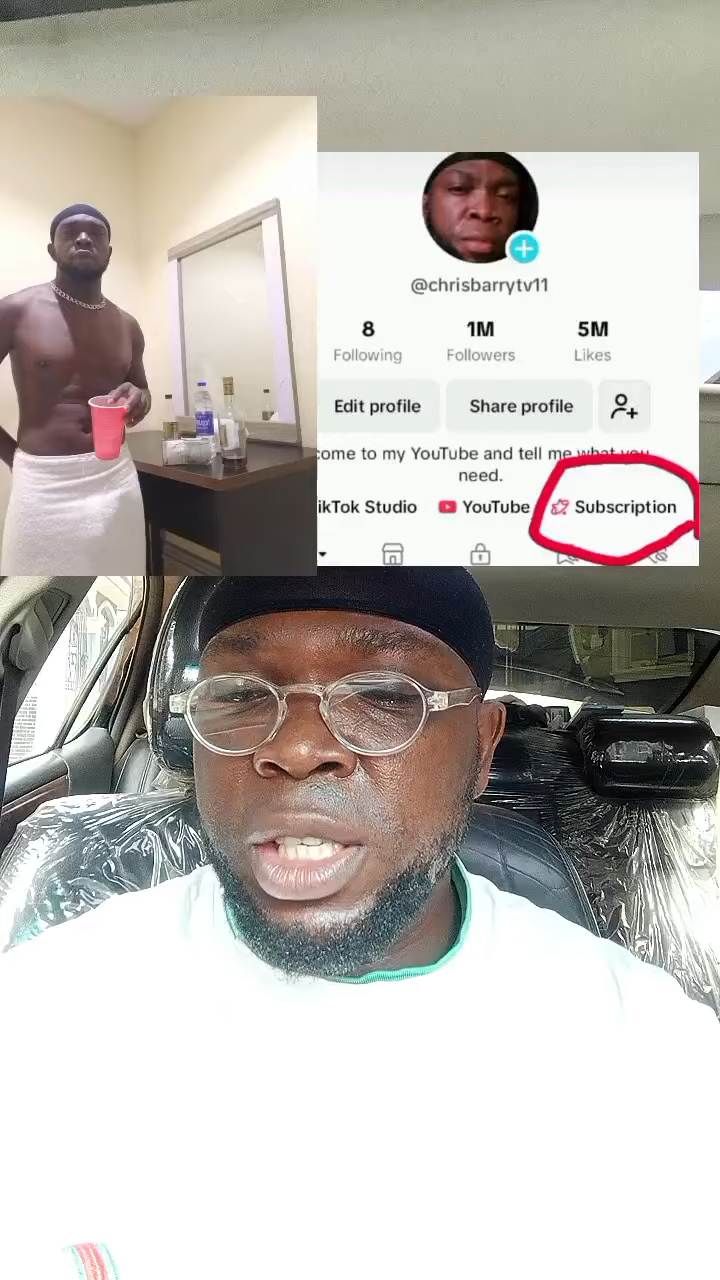 @chrisbarrytv11
8 1M 5M
Following Followers Likes
Edit profile Share profile
come to my YouTube and tell me what you
need.
ikTok Studio YouTube Subscription